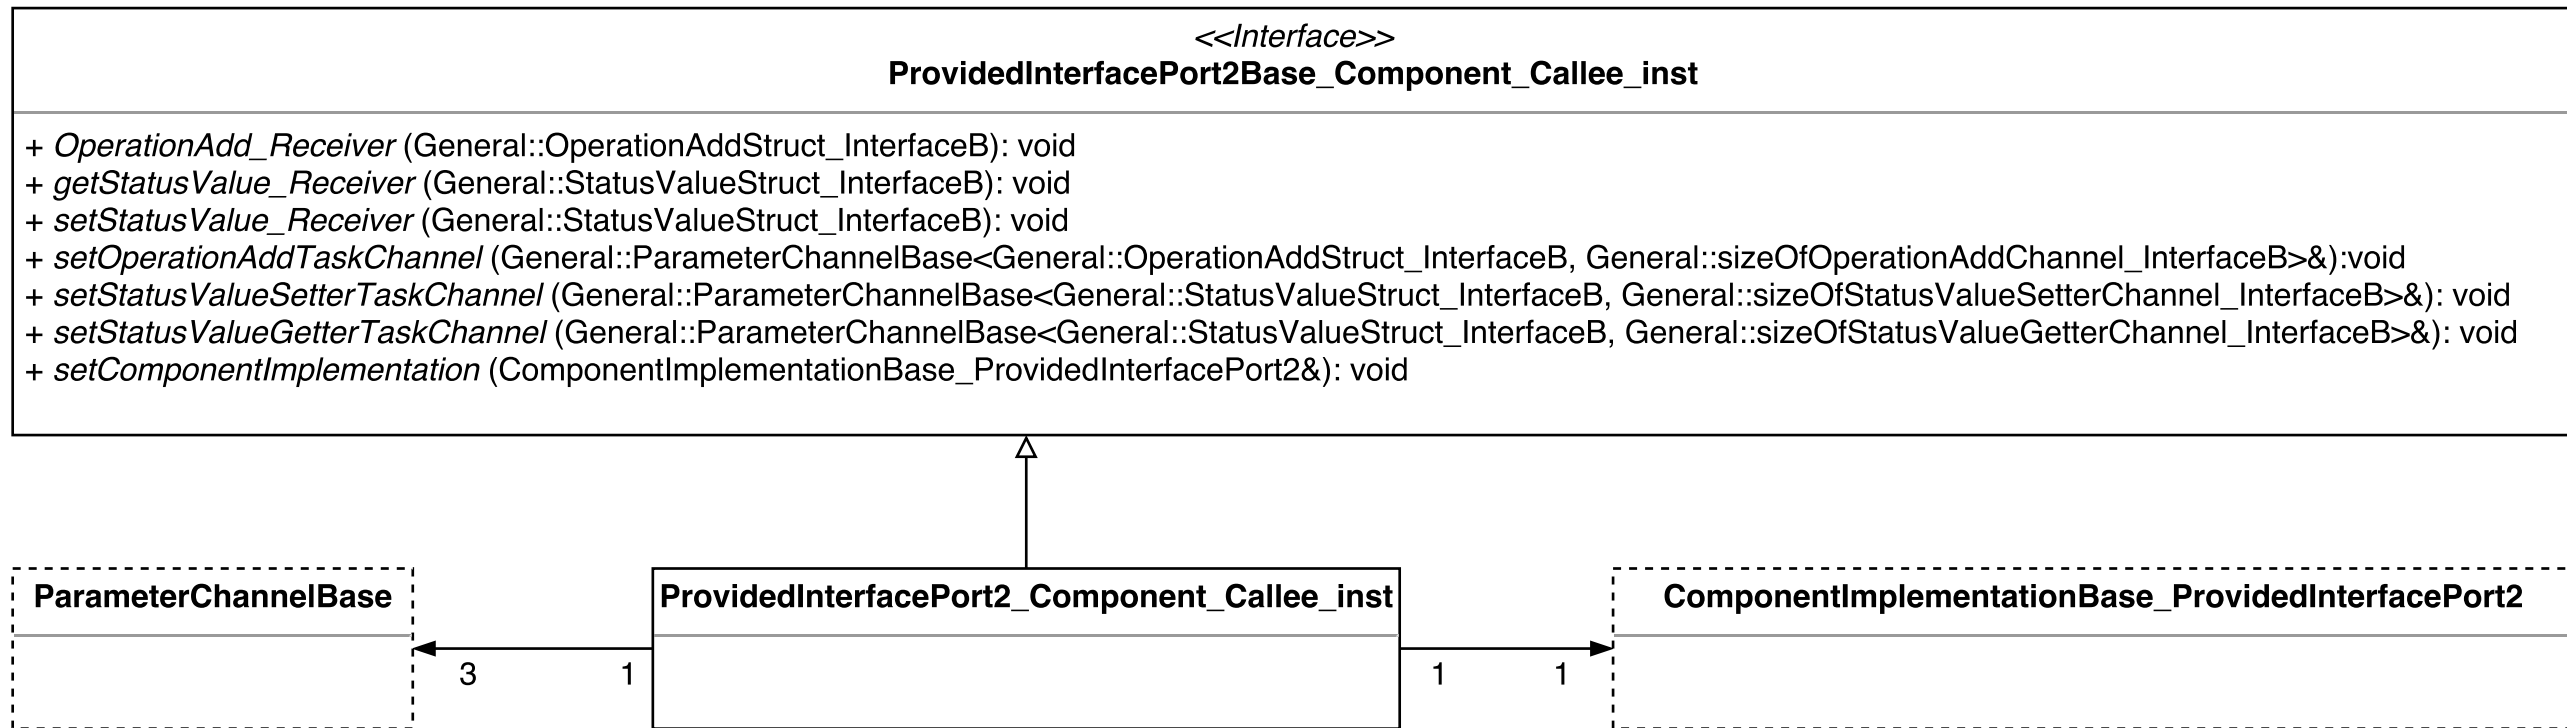 <<Interface>>
ProvidedInterfacePort2Base_Component_Callee_inst
+ OperationAdd_Receiver (General::OperationAddStruct_InterfaceB): void
+ getStatusValue_Receiver (General::StatusValueStruct_InterfaceB): void
+ setStatusValue_Receiver (General::StatusValueStruct_InterfaceB): void
+ setOperationAddTaskChannel (General::ParameterChannelBase<General::OperationAddStruct_InterfaceB, General::sizeOfOperationAddChannel_InterfaceB>&):void
+ setStatusValueSetterTaskChannel (General::ParameterChannelBase<General::StatusValueStruct_InterfaceB, General::sizeOfStatusValueSetterChannel_InterfaceB>&): void
+ setStatusValueGetterTaskChannel (General::ParameterChannelBase<General::StatusValueStruct_InterfaceB, General::sizeOfStatusValueGetterChannel_InterfaceB>&): void
+ setComponentImplementation (ComponentImplementationBase_ProvidedInterfacePort2&): void
ParameterChannelBase
ProvidedInterfacePort2_Component_Callee_inst
ComponentImplementationBase_ProvidedInterfacePort2
3
1
1
1